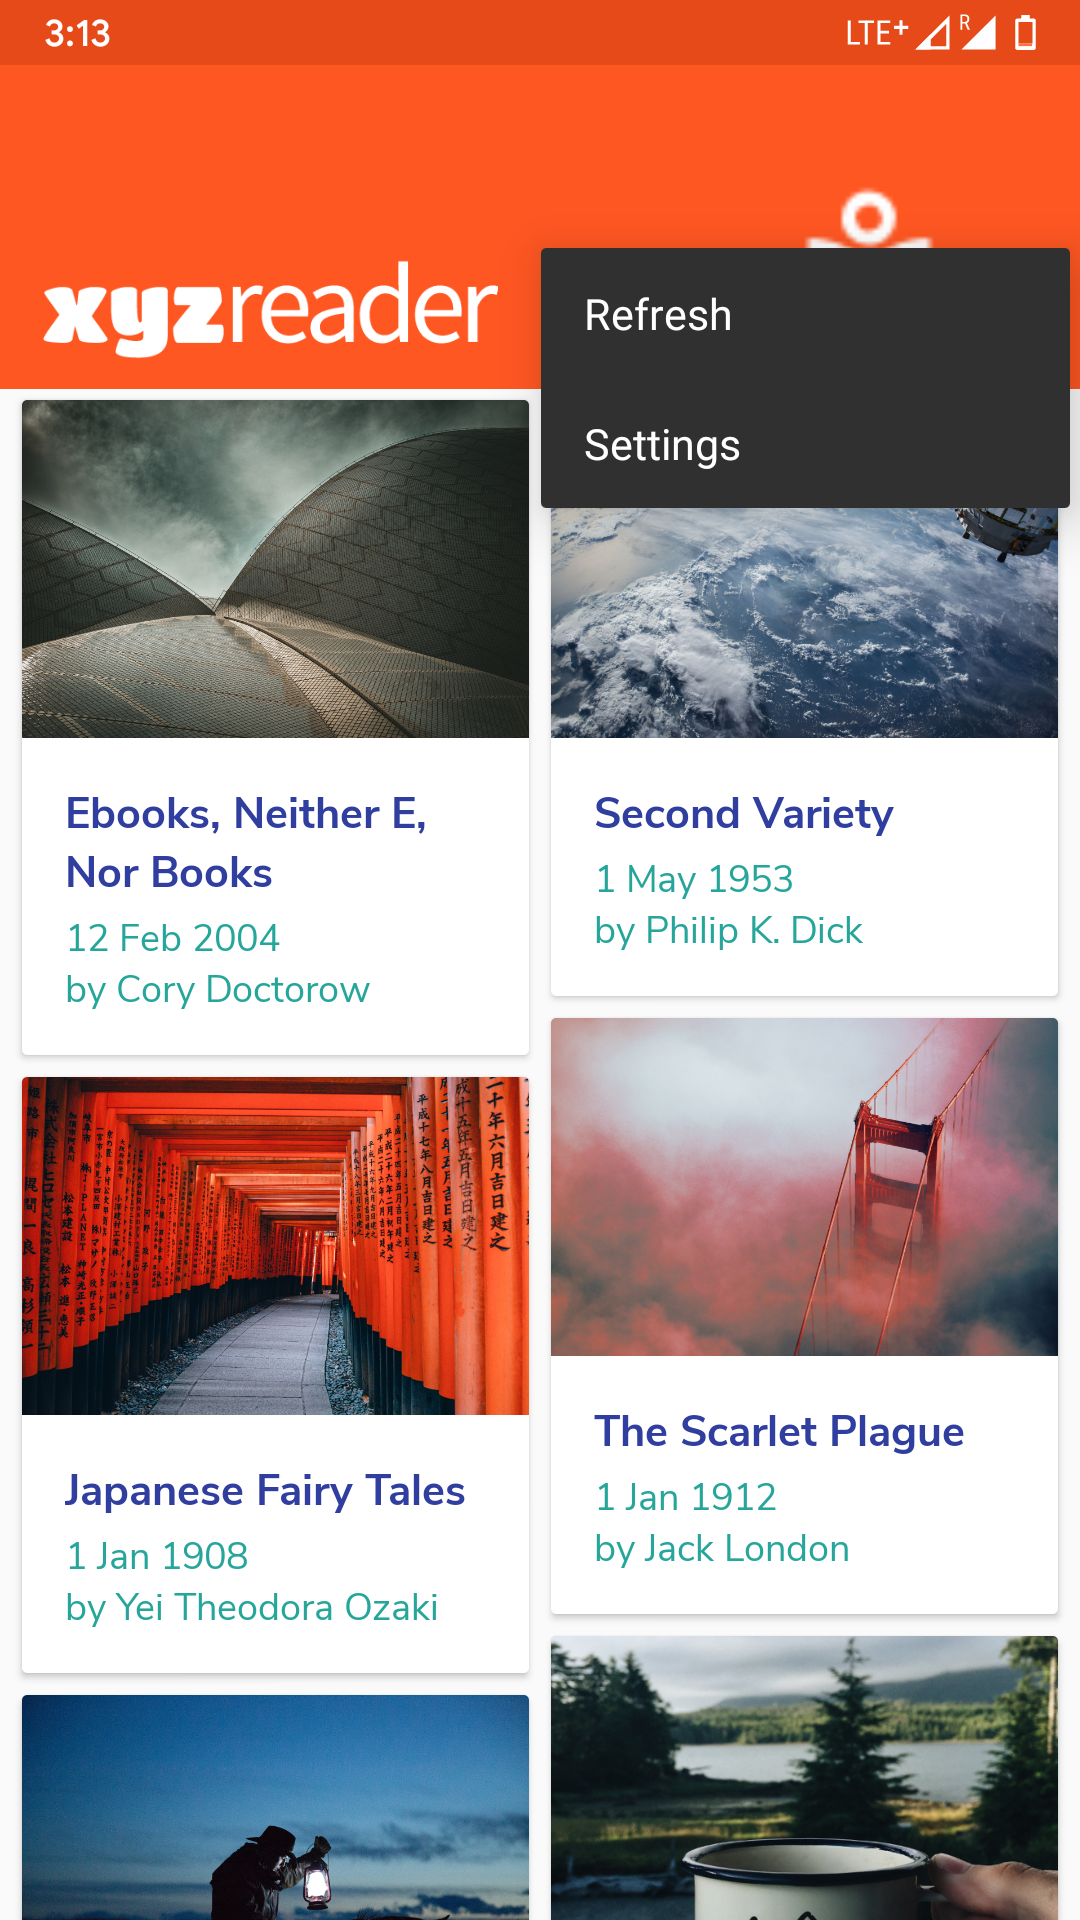 3:13
LTE+
R
xyzreader
Refresh
Settings
Ebooks, Neither E,
Nor Books
12 Feb 2004
by Cory Doctorow
Second Variety
1 May 1953
by Philip K. Dick
Japanese Fairy Tales
1 Jan 1908
by Yei Theodora Ozaki
The Scarlet Plague
1 Jan 1912
by Jack London